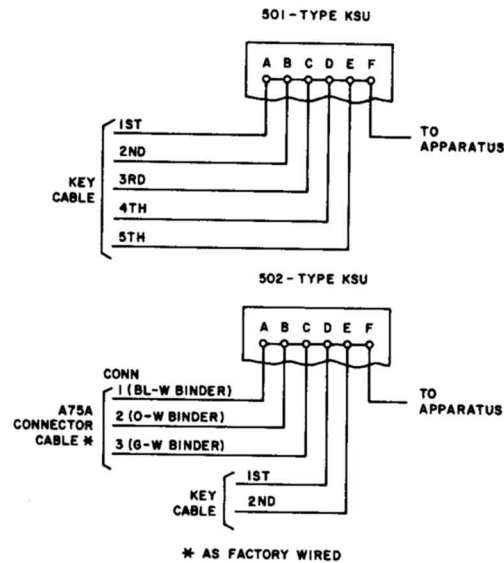 501-TYPE KSU
A B C D E F
1ST
2ND
3RD
4TH
5TH
KEY
CABLE
TO
APPARATUS
502-TYPE KSU
A B C D E F
CONN
1 (BL-W BINDER)
2 (O-W BINDER)
3 (G-W BINDER)
A75A
CONNECTOR
CABLE *
TO
APPARATUS
1ST
2ND
KEY
CABLE
* AS FACTORY WIRED